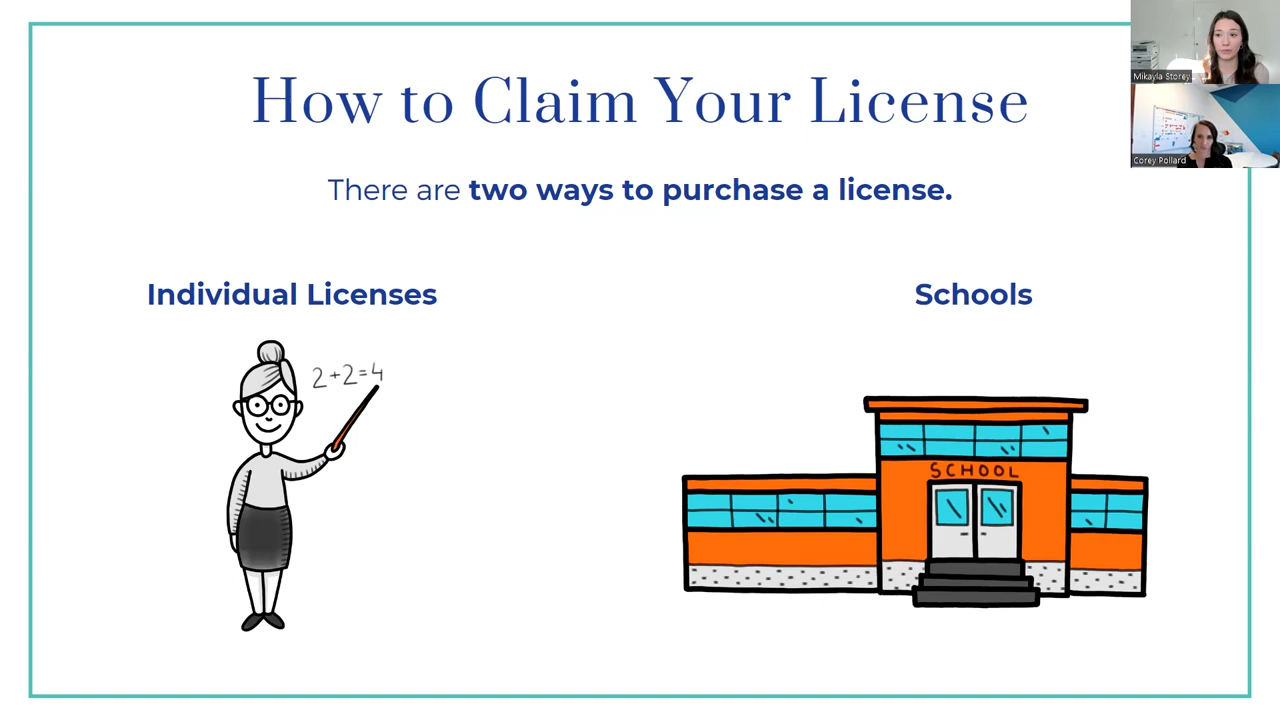 How to Claim Your License
Mikayla Storey
Corey Pollard
There are two ways to purchase a license.
Individual Licenses
Schools
2+2=4
SCHOOL